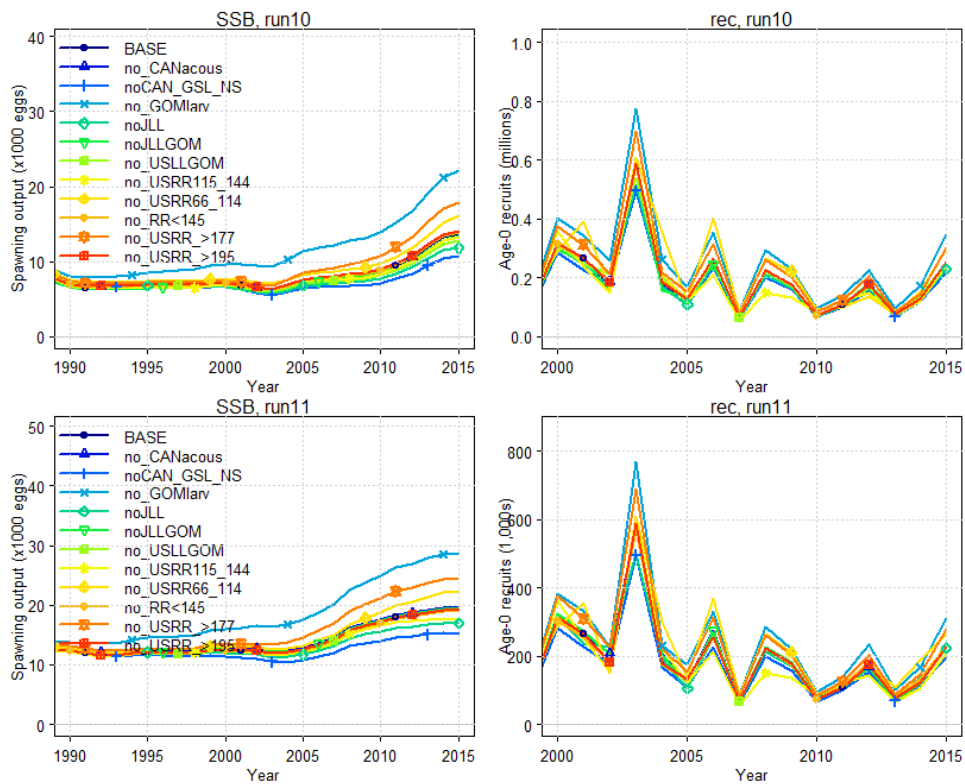 SSB, run10
40
30
20
10
0
Spawning output (x1000 eggs)
BASE
no_CANacous
noCAN_GSL_NS
no_GOMlarv
noJLL
noJLLGOM
no_USLLGOM
no_USRR115_144
no_USRR66_114
no_RR<145
no_USRR_>177
no_USRR_>195
1990 1995 2000 2005 2010 2015
Year
rec, run10
1.0
0.8
0.6
0.4
0.2
0.0
Age-0 recruits (millions)
2000 2005 2010 2015
Year
SSB, run11
50
40
30
20
10
0
Spawning output (x1000 eggs)
BASE
no_CANacous
noCAN_GSL_NS
no_GOMlarv
noJLL
noJLLGOM
no_USLLGOM
no_USRR115_144
no_USRR66_114
no_RR<145
no_USRR_>177
no_USRR_>195
1990 1995 2000 2005 2010 2015
Year
rec, run11
800
600
400
200
0
Age-0 recruits (1,000s)
2000 2005 2010 2015
Year